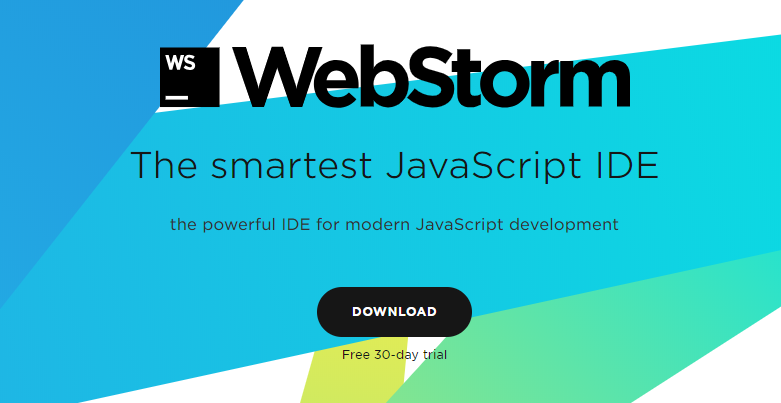 WS
WebStorm
The smartest JavaScript IDE
the powerful IDE for modern JavaScript development
DOWNLOAD
Free 30-day trial